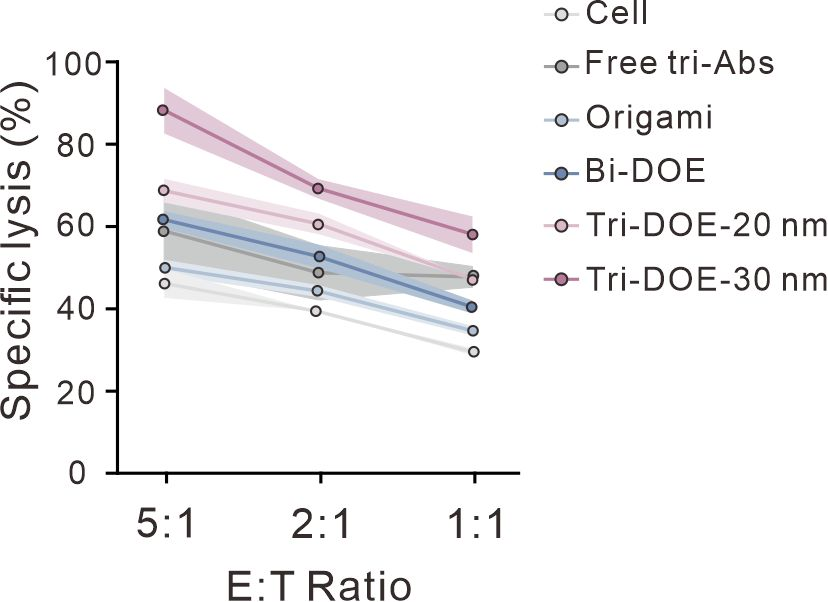 Cell
Free tri-Abs
Origami
Bi-DOE
Tri-DOE-20 nm
Tri-DOE-30 nm
Specific lysis (%)
100
80
60
40
20
0
5:1
2:1
1:1
E:T Ratio